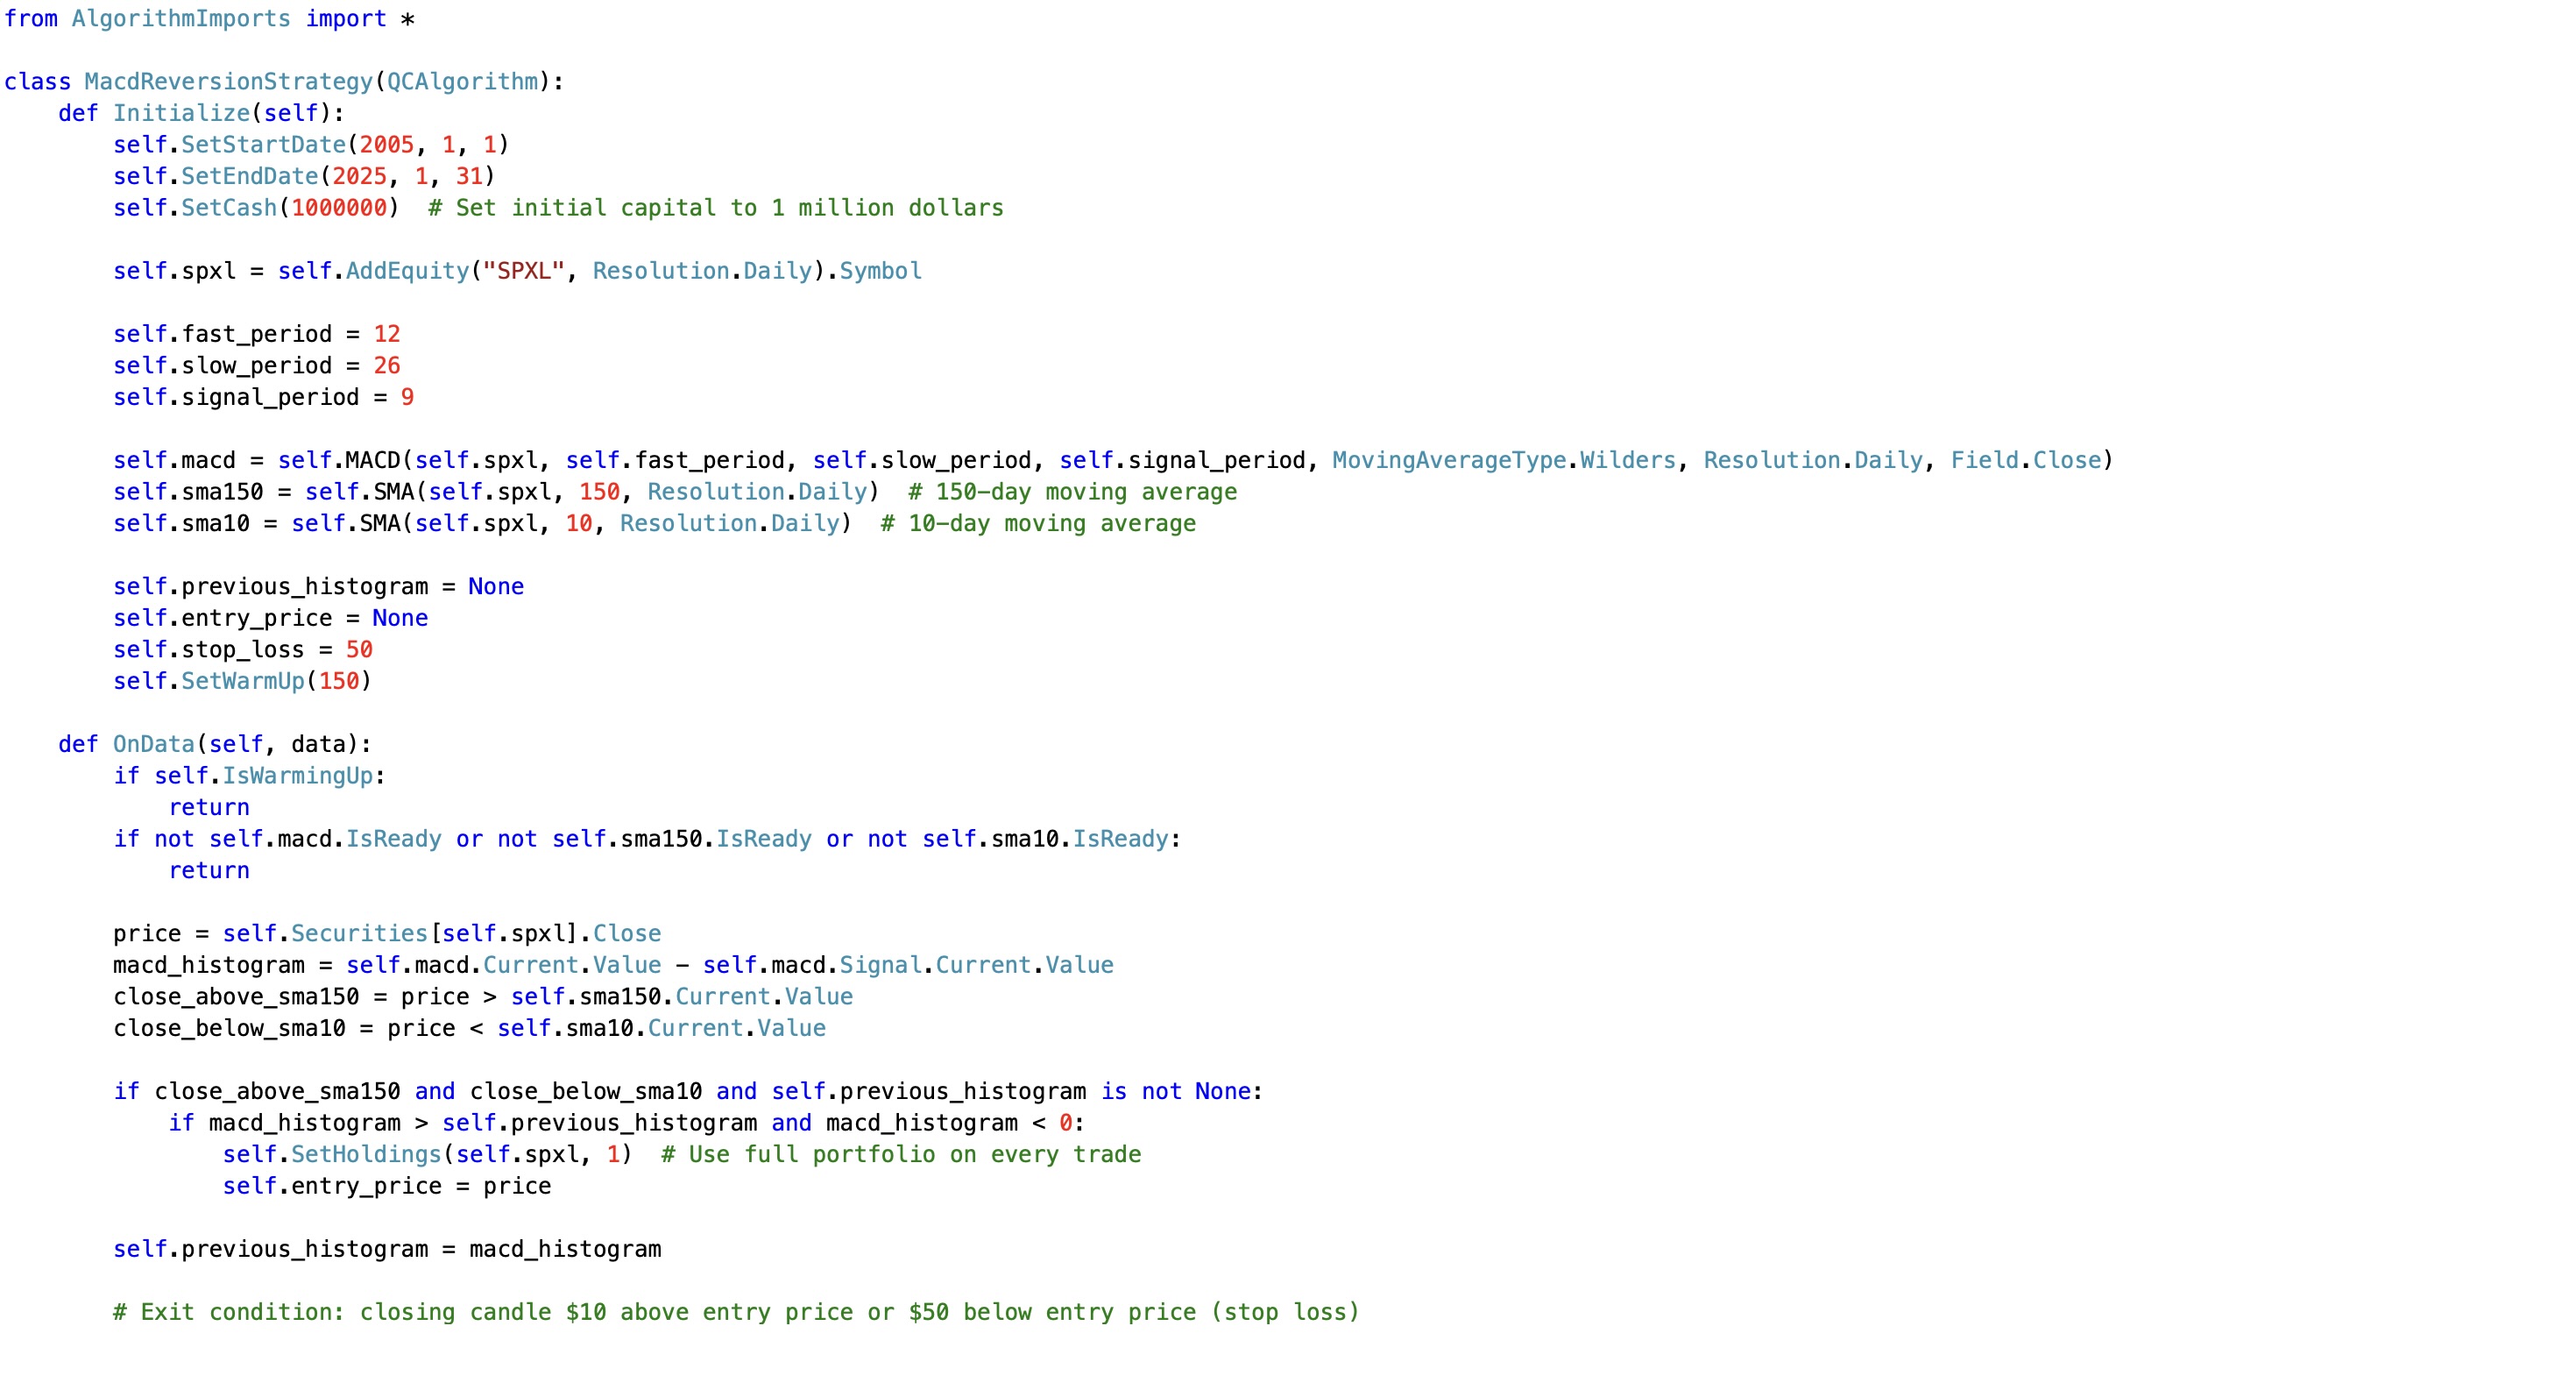 from AlgorithmImports import *

class MacdReversionStrategy(QCAlgorithm):
    def Initialize(self):
        self.SetStartDate(2005, 1, 1)
        self.SetEndDate(2025, 1, 31)
        self.SetCash(1000000)  # Set initial capital to 1 million dollars

        self.spxl = self.AddEquity("SPXL", Resolution.Daily).Symbol

        self.fast_period = 12
        self.slow_period = 26
        self.signal_period = 9

        self.macd = self.MACD(self.spxl, self.fast_period, self.slow_period, self.signal_period, MovingAverageType.Wilders, Resolution.Daily, Field.Close)
        self.sma150 = self.SMA(self.spxl, 150, Resolution.Daily)  # 150-day moving average
        self.sma10 = self.SMA(self.spxl, 10, Resolution.Daily)  # 10-day moving average

        self.previous_histogram = None
        self.entry_price = None
        self.stop_loss = 50
        self.SetWarmUp(150)

    def OnData(self, data):
        if self.IsWarmingUp:
            return
        if not self.macd.IsReady or not self.sma150.IsReady or not self.sma10.IsReady:
            return

        price = self.Securities[self.spxl].Close
        macd_histogram = self.macd.Current.Value - self.macd.Signal.Current.Value
        close_above_sma150 = price > self.sma150.Current.Value
        close_below_sma10 = price < self.sma10.Current.Value

        if close_above_sma150 and close_below_sma10 and self.previous_histogram is not None:
            if macd_histogram > self.previous_histogram and macd_histogram < 0:
                self.SetHoldings(self.spxl, 1)  # Use full portfolio on every trade
                self.entry_price = price

        self.previous_histogram = macd_histogram

        # Exit condition: closing candle $10 above entry price or $50 below entry price (stop loss)